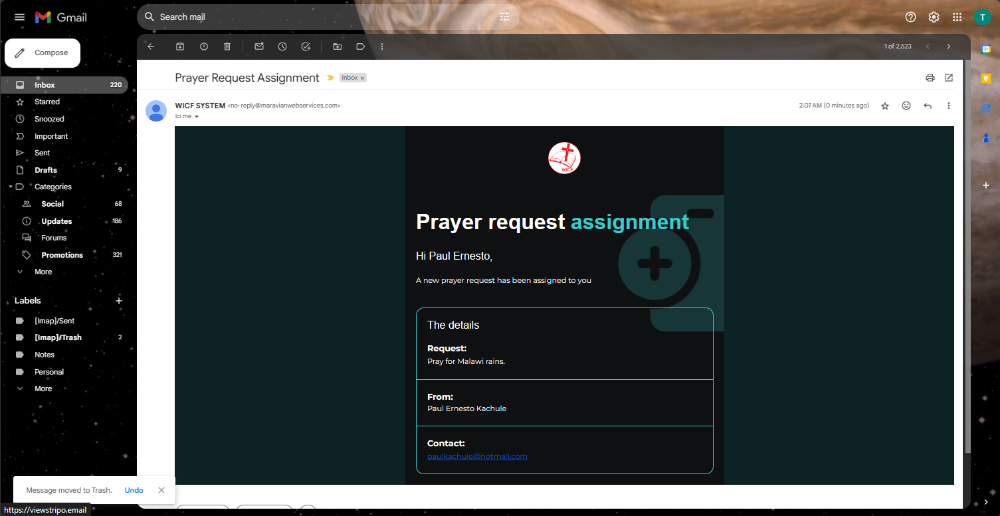 Gmail
Search mail
T
Compose
1 of 2,523
Inbox 220
Starred
Snoozed
Important
Sent
Drafts 9
Categories
Social 68
Updates 186
Forums
Promotions 321
More
Labels
[Imap]/Sent
[Imap]/Trash 2
Notes
Personal
More
Prayer Request Assignment Inbox x
WICF SYSTEM <no-reply@maravianwebservices.com>
2:07 AM (0 minutes ago)
to me
WICF
Prayer request assignment
Hi Paul Ernesto,
A new prayer request has been assigned to you
The details
Request:
Pray for Malawi rains.
From:
Paul Ernesto Kachule
Contact:
paulkachule@hotmail.com
Message moved to Trash. Undo
https://viewstripo.email
31